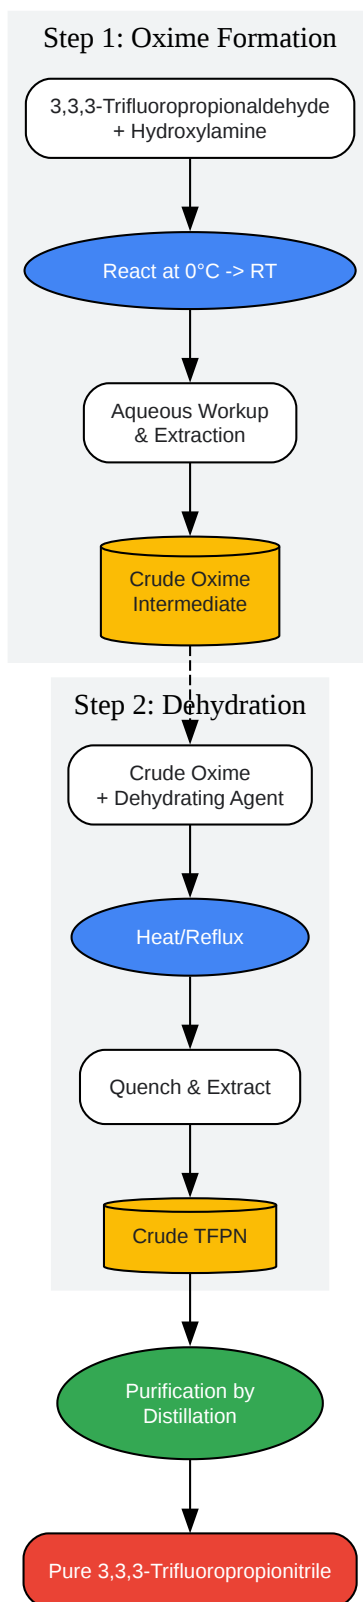 Step 1: Oxime Formation
3,3,3-Trifluoropropionaldehyde
+ Hydroxylamine
React at 0°C -> RT
Aqueous Workup
& Extraction
Crude Oxime
Intermediate
Step 2: Dehydration
Crude Oxime
+ Dehydrating Agent
Heat/Reflux
Quench & Extract
Crude TFPN
Purification by
Distillation
Pure 3,3,3-Trifluoropropionitrile